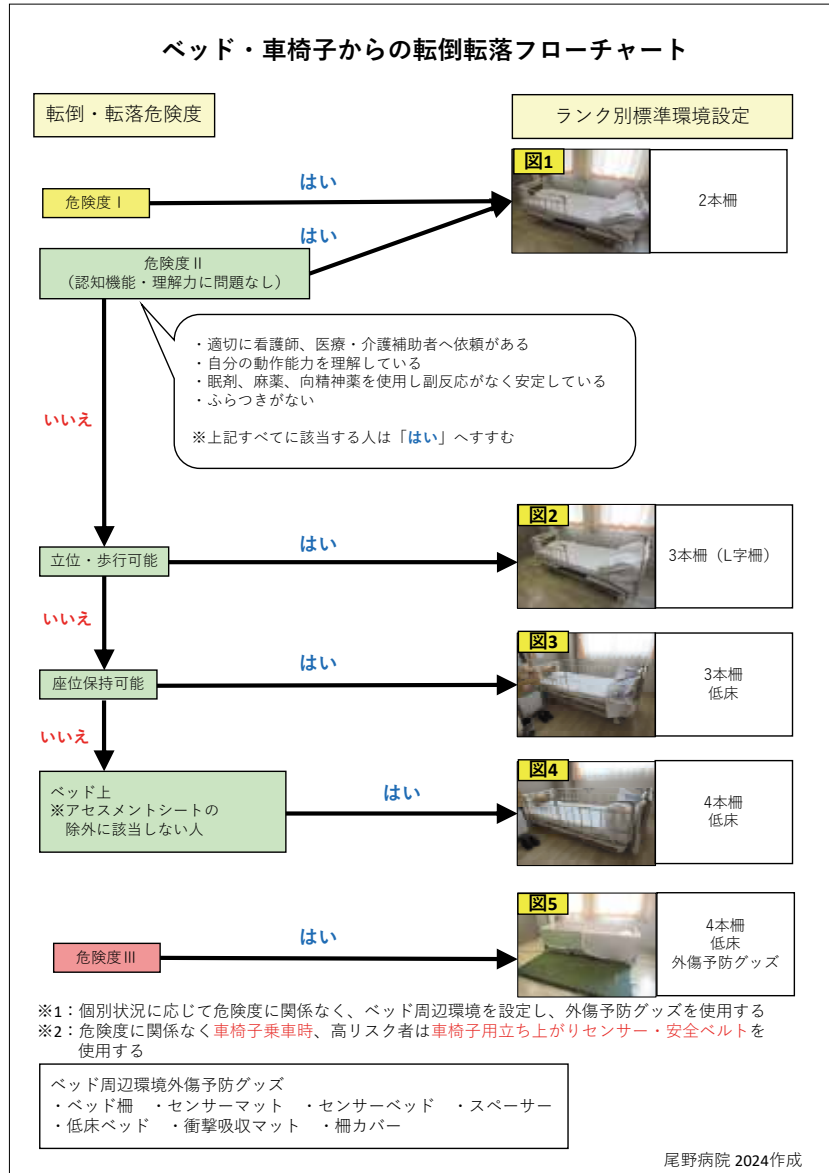 ベッド・車椅子からの転倒転落フローチャート
転倒・転落危険度
ランク別標準環境設定
危険度Ⅰ
はい
図1
2本柵
はい
危険度Ⅱ
（認知機能・理解力に問題なし）
・適切に看護師、医療・介護補助者へ依頼がある
・自分の動作能力を理解している
・眠剤、麻薬、向精神薬を使用し副反応がなく安定している
・ふらつきがない
※上記すべてに該当する人は「はい」へすすむ
いいえ
立位・歩行可能
はい
図2
3本柵（L字柵）
いいえ
座位保持可能
はい
図3
3本柵
低床
いいえ
ベッド上
※アセスメントシートの
除外に該当しない人
はい
図4
4本柵
低床
危険度Ⅲ
はい
図5
4本柵
低床
外傷予防グッズ
※1：個別状況に応じて危険度に関係なく、ベッド周辺環境を設定し、外傷予防グッズを使用する
※2：危険度に関係なく車椅子乗車時、高リスク者は車椅子用立ち上がりセンサー・安全ベルトを
使用する
ベッド周辺環境外傷予防グッズ
・ベッド柵　・センサーマット　・センサーベッド　・スペーサー
・低床ベッド　・衝撃吸収マット　・柵カバー
尾野病院 2024作成